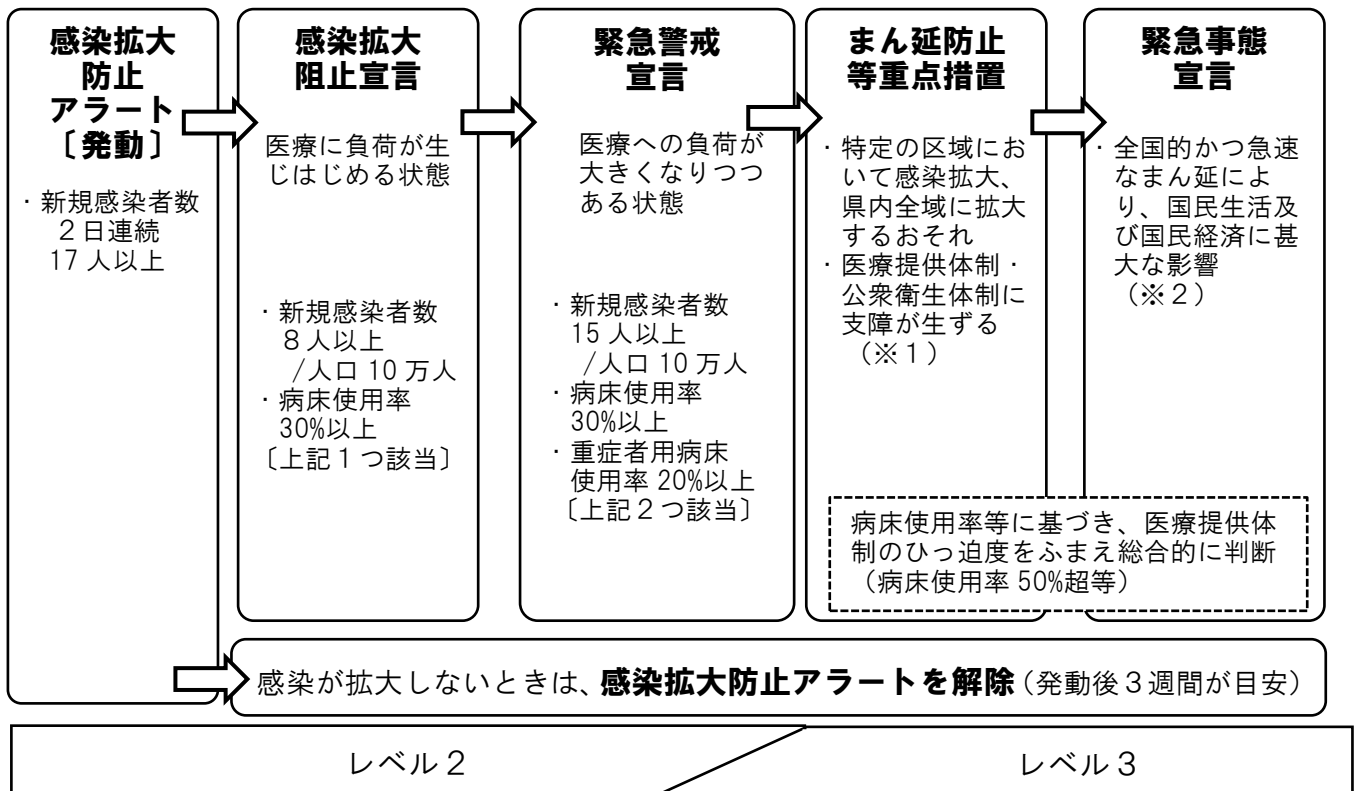 感染拡大
防止
アラート
〔発動〕
・新規感染者数
２日連続
17人以上
感染拡大
阻止宣言
医療に負荷が生
じはじめる状態
・新規感染者数
８人以上
/人口10万人
・病床使用率
30%以上
〔上記１つ該当〕
緊急警戒
宣言
医療への負荷が
大きくなりつつ
ある状態
・新規感染者数
15人以上
/人口10万人
・病床使用率
30%以上
・重症者用病床
使用率20%以上
〔上記２つ該当〕
まん延防止
等重点措置
・特定の区域にお
いて感染拡大、
県内全域に拡大
するおそれ
・医療提供体制・
公衆衛生体制に
支障が生ずる
（※１）
緊急事態
宣言
・全国的かつ急速
なまん延によ
り、国民生活及
び国民経済に甚
大な影響
（※２）
病床使用率等に基づき、医療提供体
制のひっ迫度をふまえ総合的に判断
（病床使用率50%超等）
感染が拡大しないときは、感染拡大防止アラートを解除（発動後３週間が目安）
レベル２
レベル３